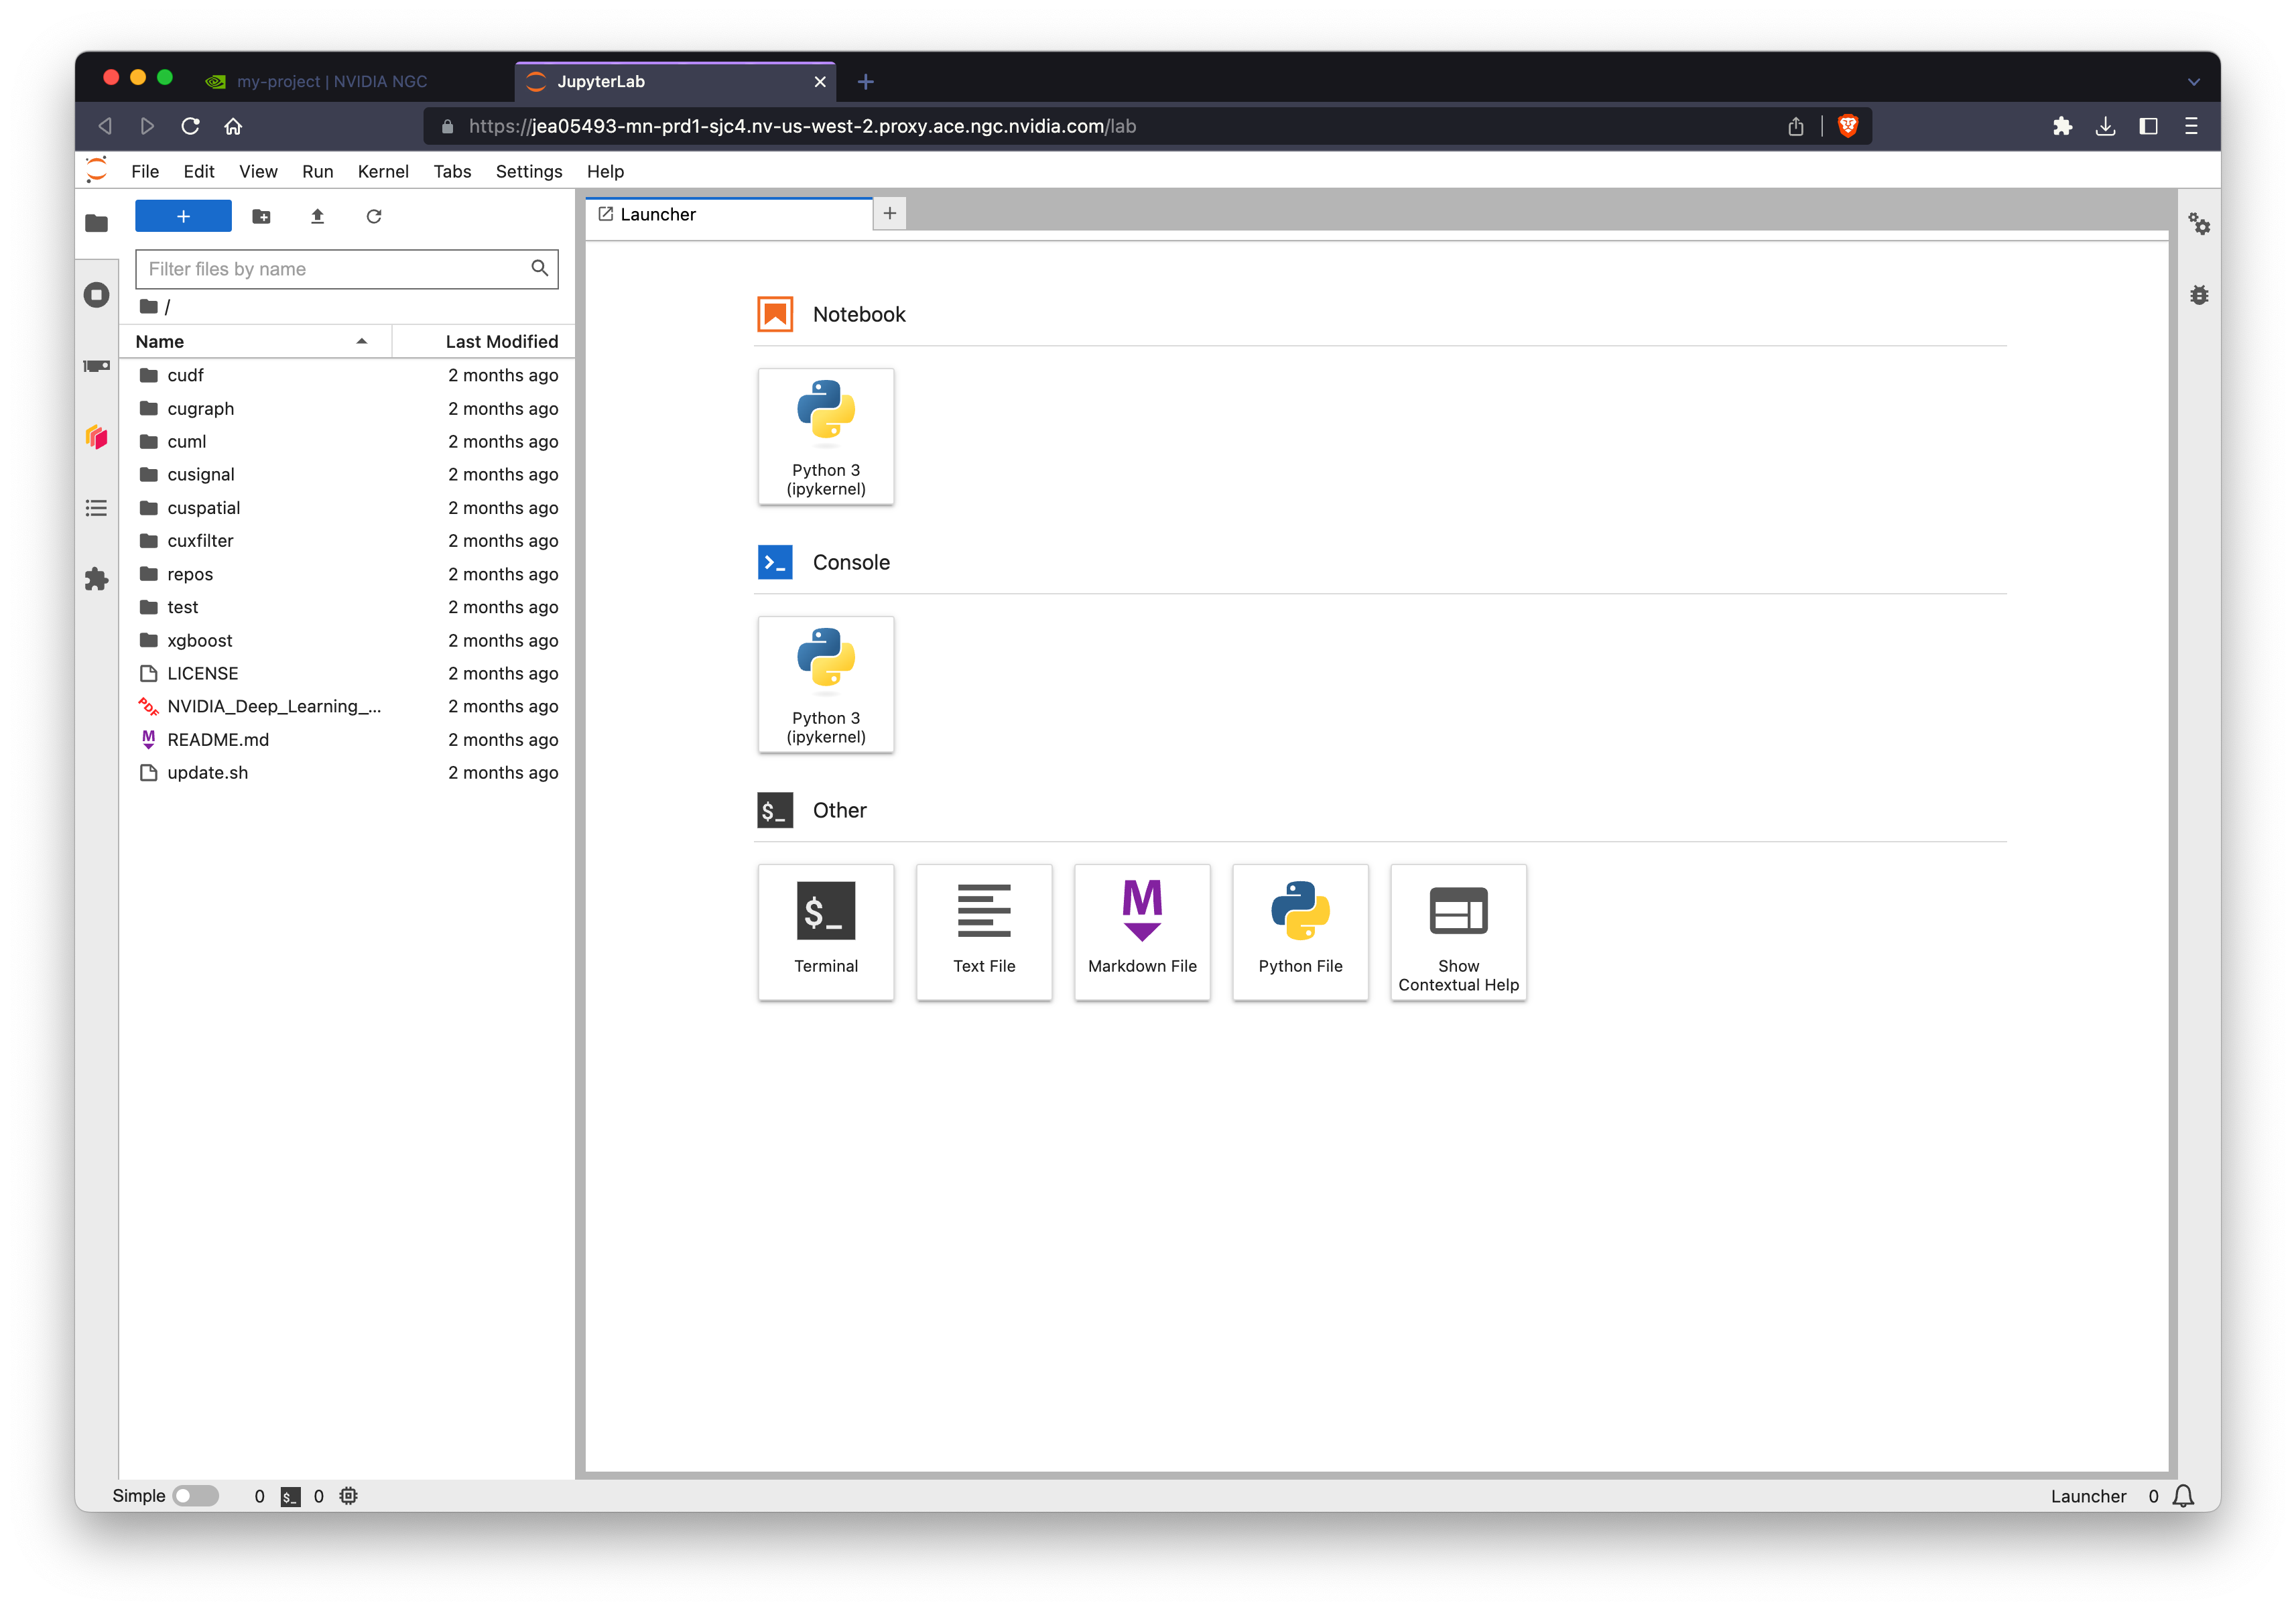 my-project | NVIDIA NGC
JupyterLab
https://jea05493-mn-prd1-sjc4.nv-us-west-2.proxy.ace.ngc.nvidia.com/lab
File Edit View Run Kernel Tabs Settings Help
Filter files by name
/
Name Last Modified
cudf 2 months ago
cugraph 2 months ago
cuml 2 months ago
cusignal 2 months ago
cuspatial 2 months ago
cuxfilter 2 months ago
repos 2 months ago
test 2 months ago
xgboost 2 months ago
LICENSE 2 months ago
NVIDIA_Deep_Learning_... 2 months ago
README.md 2 months ago
update.sh 2 months ago
Launcher
Notebook
Python 3
(ipykernel)
Console
Python 3
(ipykernel)
$_ Other
$_
Terminal
Text File
M
Markdown File
Python File
Show
Contextual Help
Simple 0 $_ 0
Launcher 0